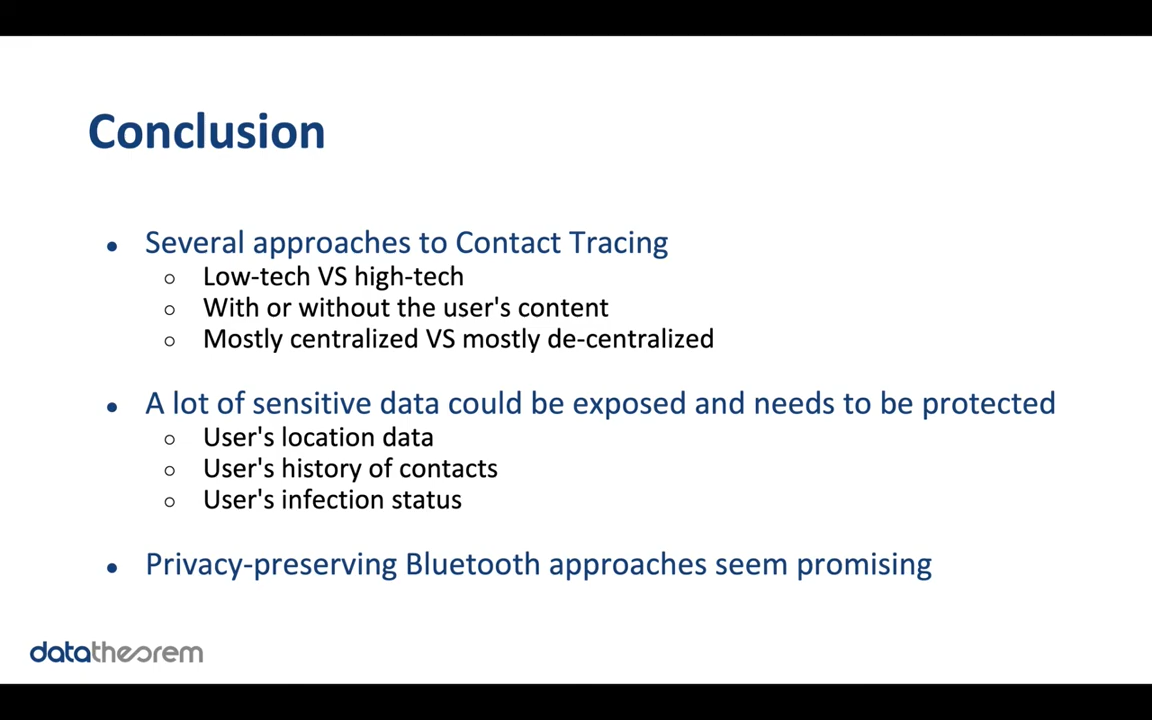 Conclusion
● Several approaches to Contact Tracing
○ Low-tech VS high-tech
○ With or without the user's content
○ Mostly centralized VS mostly de-centralized
● A lot of sensitive data could be exposed and needs to be protected
○ User's location data
○ User's history of contacts
○ User's infection status
● Privacy-preserving Bluetooth approaches seem promising
datatheorem